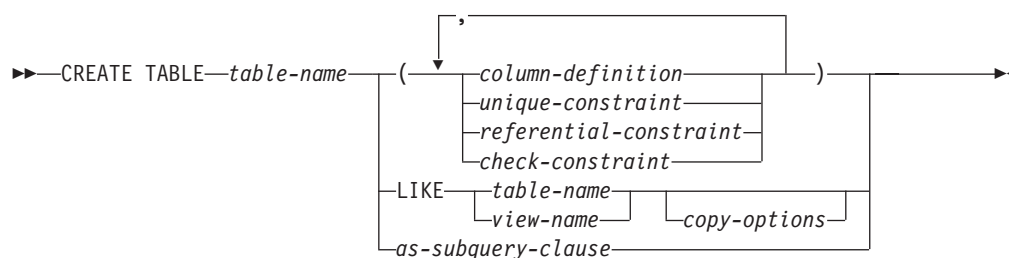 ,
CREATE TABLE table-name ( column-definition )
unique-constraint
referential-constraint
check-constraint
LIKE table-name
view-name copy-options
as-subquery-clause